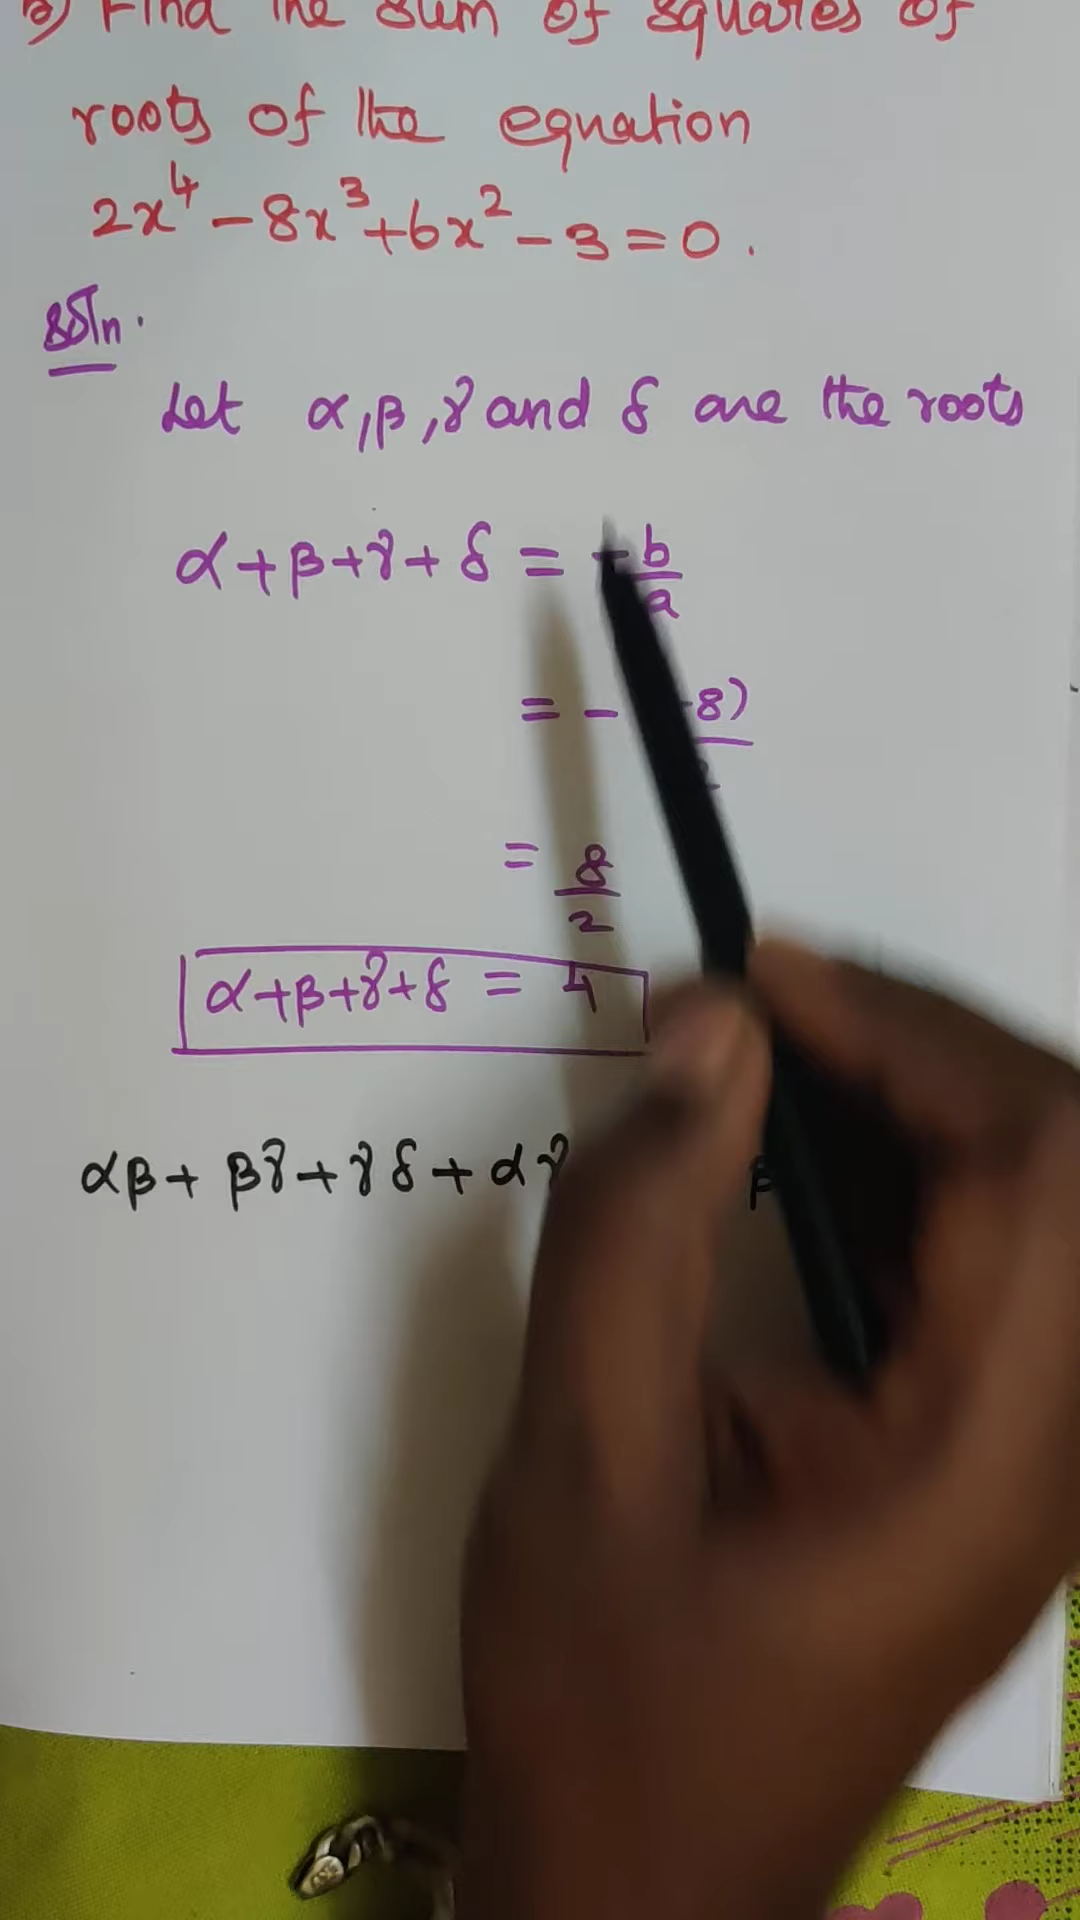 Find the sum of squares of
roots of the equation
2x⁴ - 8x³ + 6x² - 3 = 0.
Soln.
Let α, β, γ and δ are the roots
α + β + γ + δ = - b/a
= - -8) /
= 8/2
α + β + γ + δ = 4
αβ + βγ + γδ + αγ β